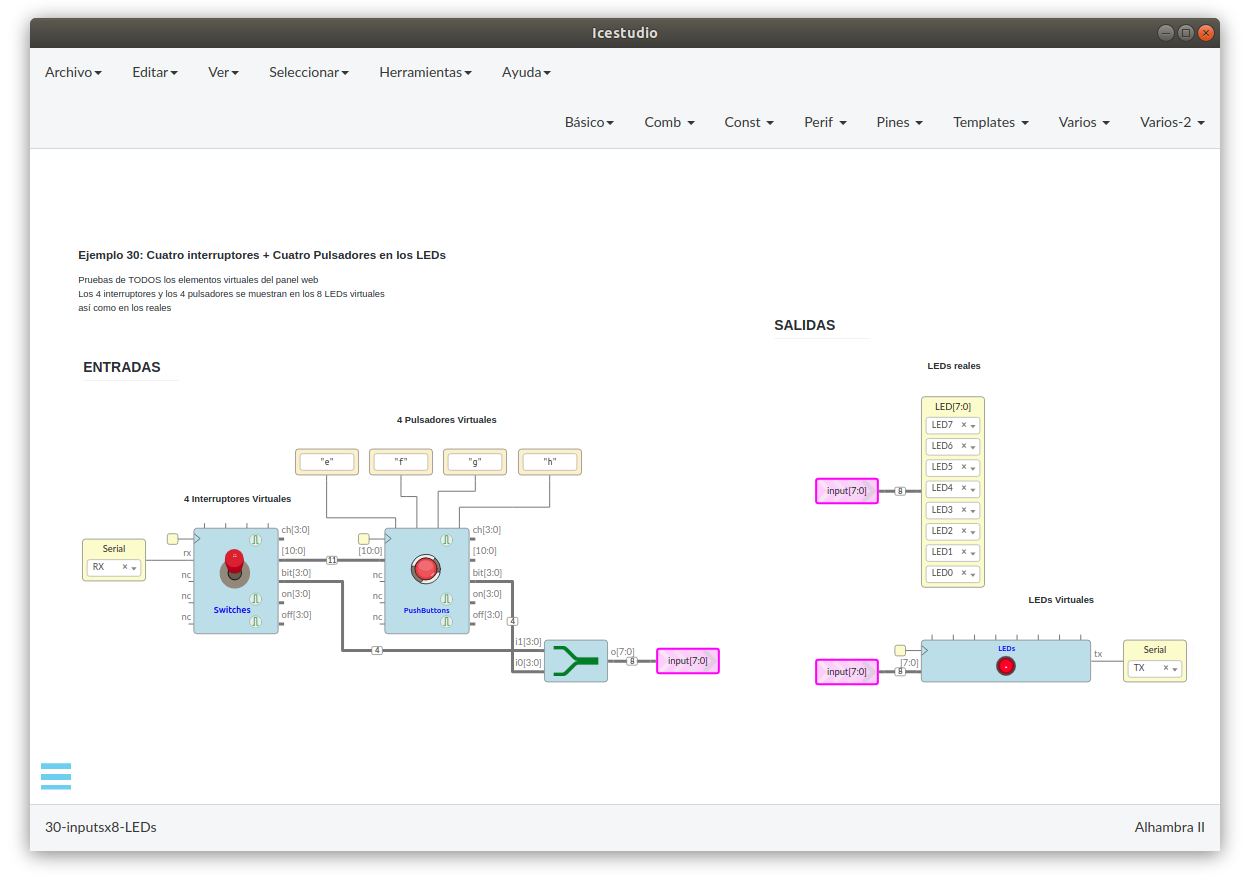 Icestudio
Archivo Editar Ver Seleccionar Herramientas Ayuda
Básico Comb Const Perif Pines Templates Varios Varios-2
Ejemplo 30: Cuatro interruptores + Cuatro Pulsadores en los LEDs
Pruebas de TODOS los elementos virtuales del panel web
Los 4 interruptores y los 4 pulsadores se muestran en los 8 LEDs virtuales
así como en los reales
ENTRADAS
4 Pulsadores Virtuales
"e" "f" "g" "h"
4 Interruptores Virtuales
Serial
RX
rx
nc
nc
nc
Switches
ch[3:0]
[10:0]
bit[3:0]
on[3:0]
off[3:0]
11
[10:0]
nc
nc
nc
PushButtons
ch[3:0]
[10:0]
bit[3:0]
on[3:0]
off[3:0]
4
4
i1[3:0]
i0[3:0]
o[7:0]
8
input[7:0]
SALIDAS
LEDs reales
input[7:0]
8
LED[7:0]
LED7
LED6
LED5
LED4
LED3
LED2
LED1
LED0
LEDs Virtuales
input[7:0]
[7:0]
8
LEDs
tx
Serial
TX
30-inputsx8-LEDs
Alhambra II